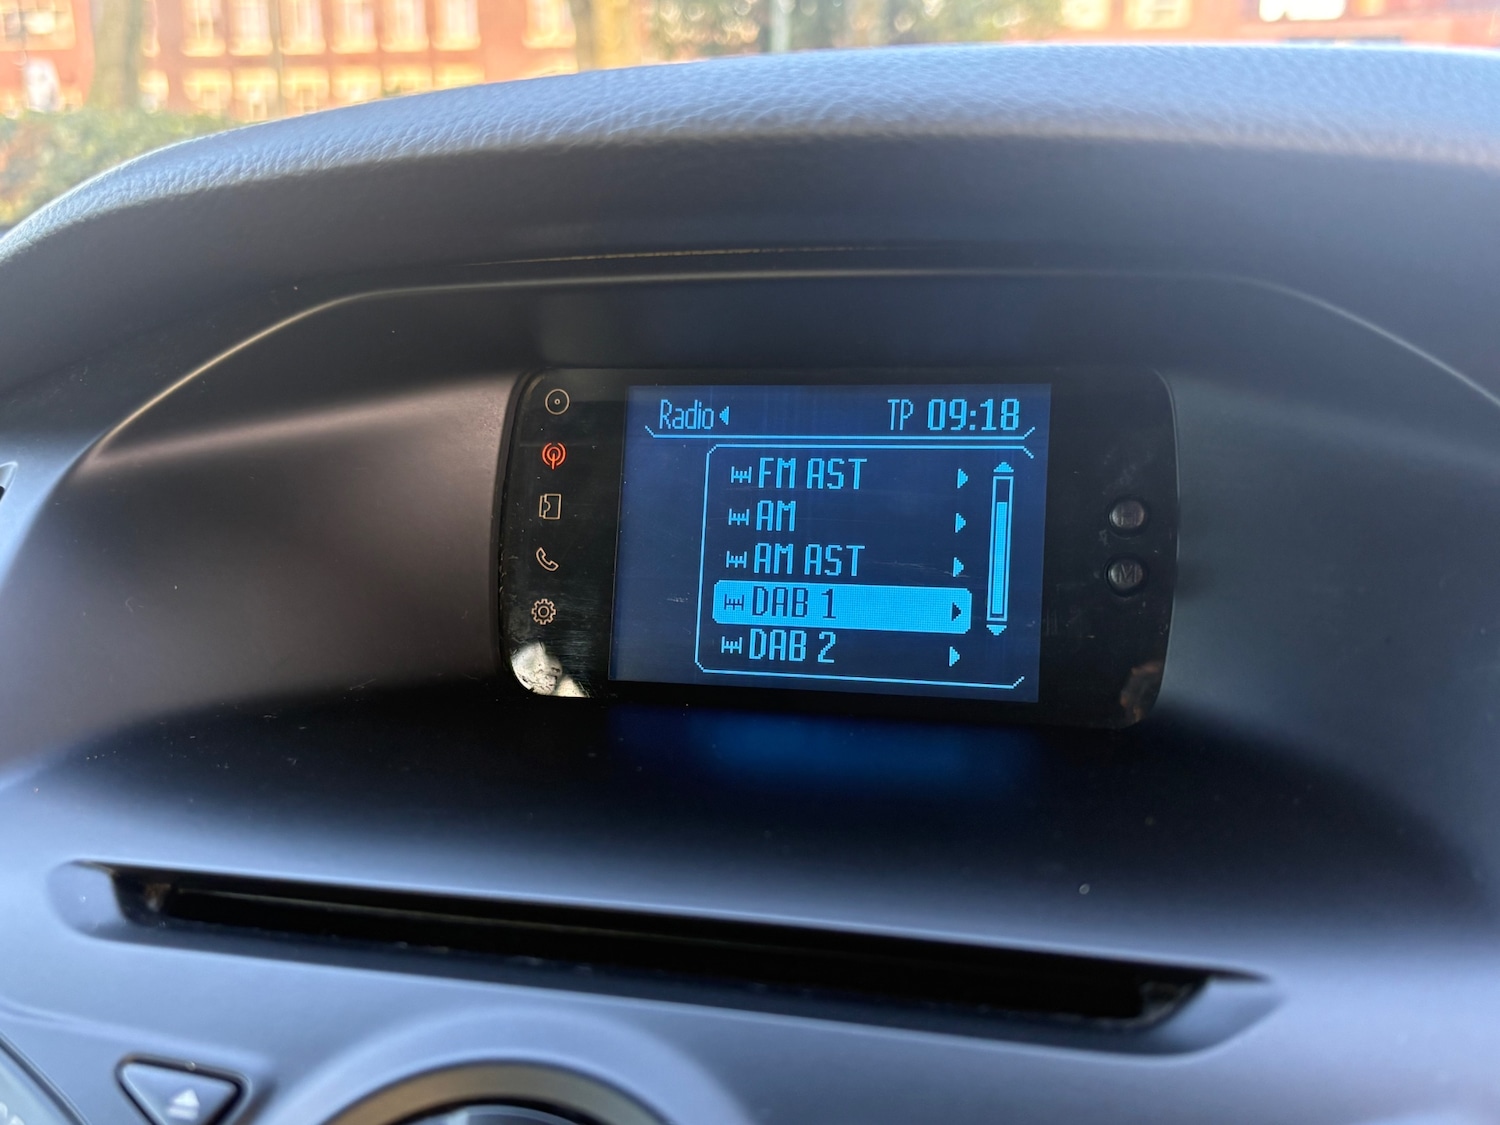 Radio TP 09:18
FM AST
AM
AM AST
DAB 1
DAB 2
M